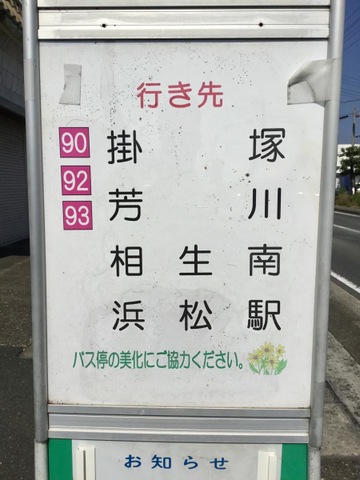 行き先
90 掛塚
92 芳川
93
相生南
浜松駅
バス停の美化にご協力ください。
お知らせ